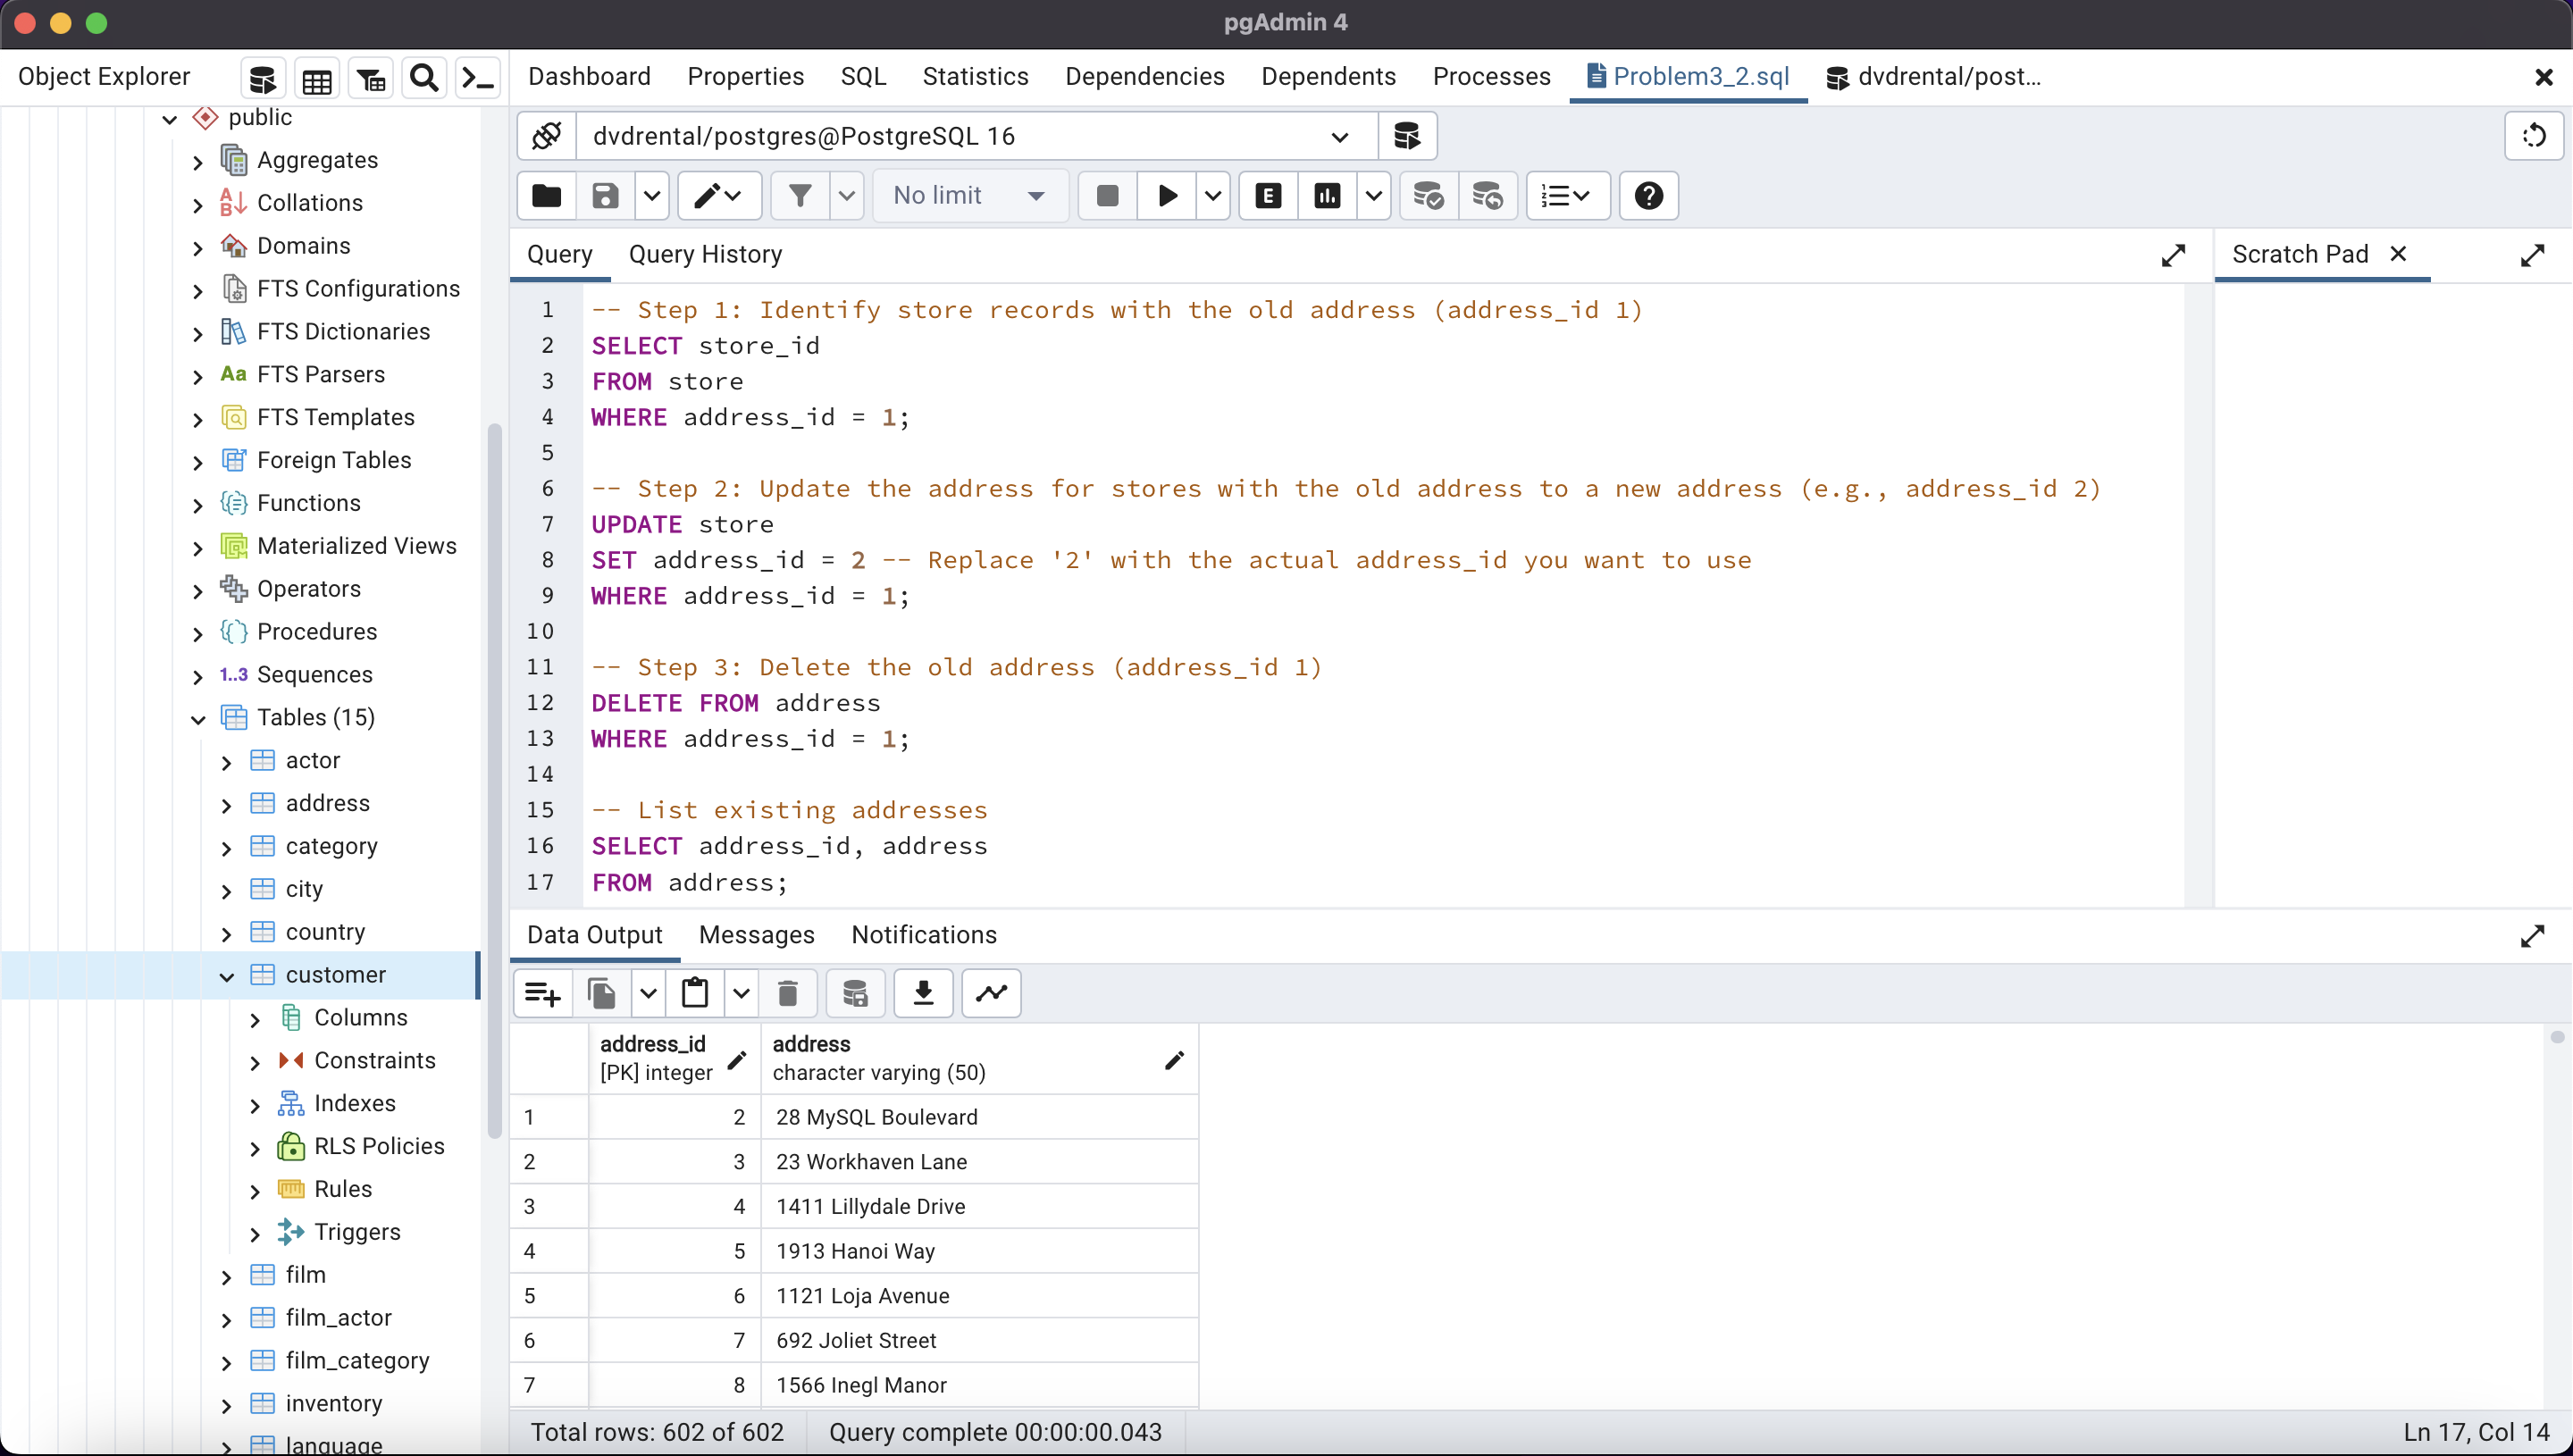 pgAdmin 4
Object Explorer
Dashboard Properties SQL Statistics Dependencies Dependents Processes Problem3_2.sql dvdrental/post...
public
Aggregates
Collations
Domains
FTS Configurations
FTS Dictionaries
Aa FTS Parsers
FTS Templates
Foreign Tables
Functions
Materialized Views
Operators
Procedures
1..3 Sequences
Tables (15)
actor
address
category
city
country
customer
Columns
Constraints
Indexes
RLS Policies
Rules
Triggers
film
film_actor
film_category
inventory
language
dvdrental/postgres@PostgreSQL 16
No limit
E
Query Query History
Scratch Pad
1 -- Step 1: Identify store records with the old address (address_id 1)
2 SELECT store_id
3 FROM store
4 WHERE address_id = 1;
5
6 -- Step 2: Update the address for stores with the old address to a new address (e.g., address_id 2)
7 UPDATE store
8 SET address_id = 2 -- Replace '2' with the actual address_id you want to use
9 WHERE address_id = 1;
10
11 -- Step 3: Delete the old address (address_id 1)
12 DELETE FROM address
13 WHERE address_id = 1;
14
15 -- List existing addresses
16 SELECT address_id, address
17 FROM address;
Data Output Messages Notifications
address_id address
[PK] integer character varying (50)
1 2 28 MySQL Boulevard
2 3 23 Workhaven Lane
3 4 1411 Lillydale Drive
4 5 1913 Hanoi Way
5 6 1121 Loja Avenue
6 7 692 Joliet Street
7 8 1566 Inegl Manor
Total rows: 602 of 602 Query complete 00:00:00.043 Ln 17, Col 14